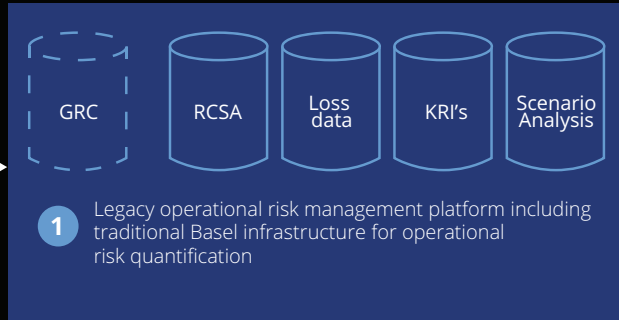 GRC
RCSA
Loss
data
KRI's
Scenario
Analysis
1
Legacy operational risk management platform including
traditional Basel infrastructure for operational
risk quantification